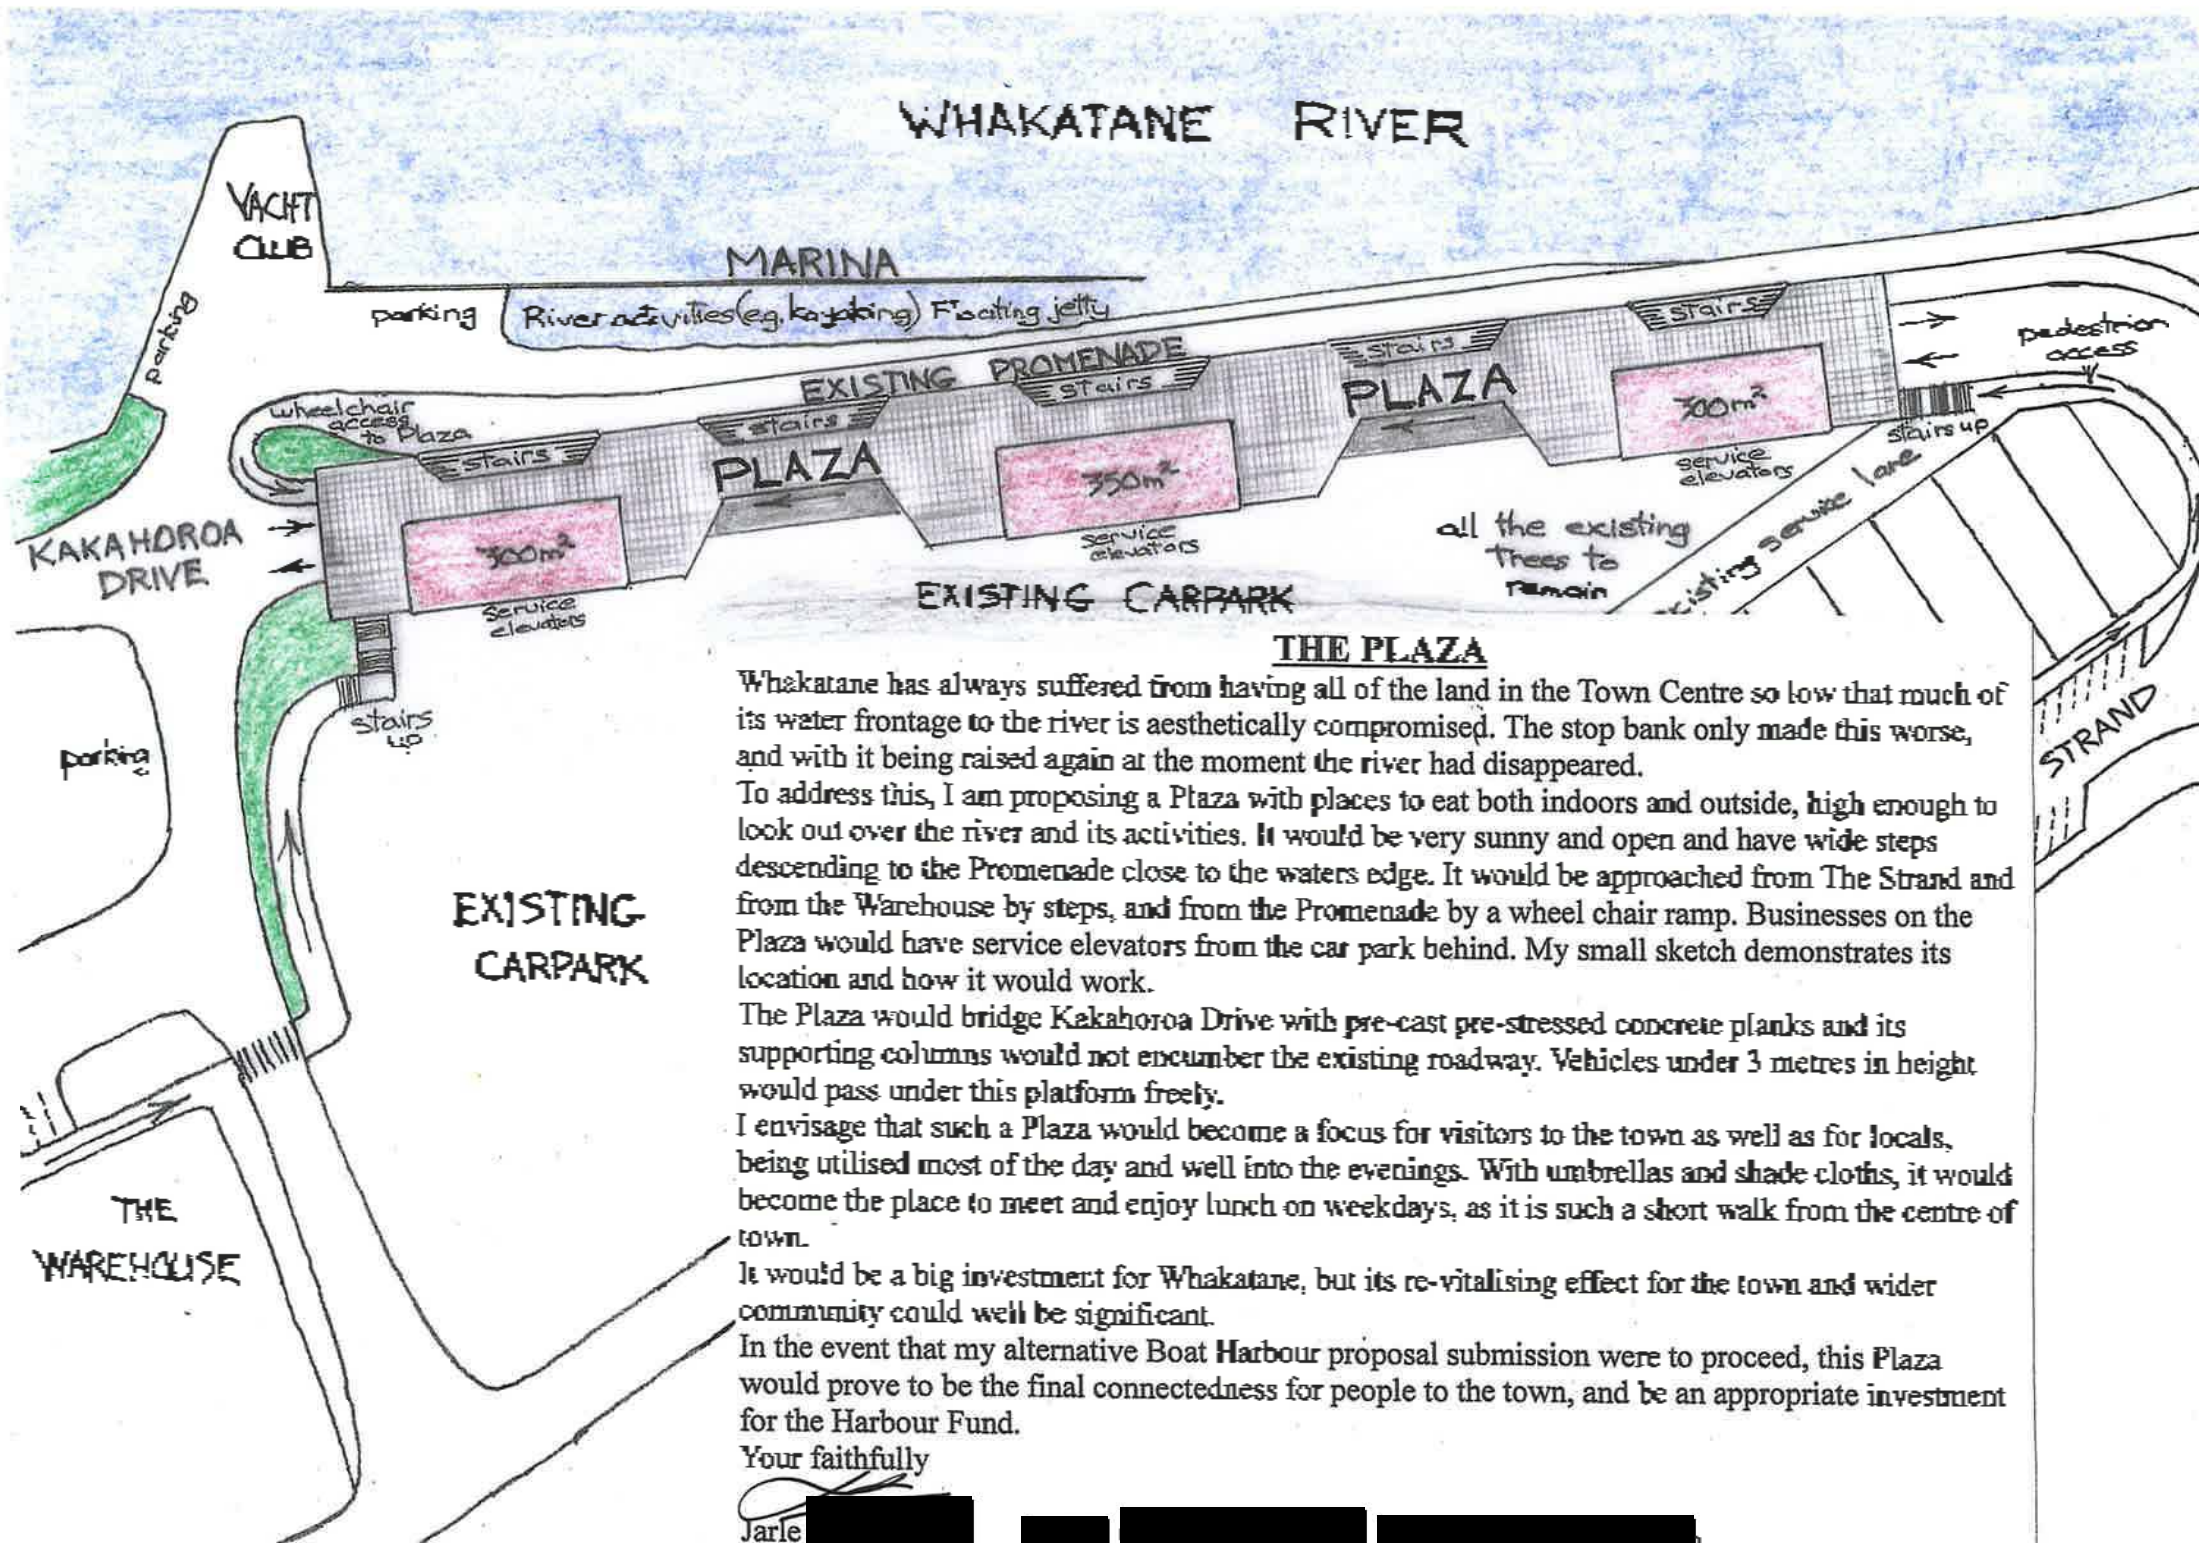 WHAKATANE RIVER
YACHT
CLUB
MARINA
parking
parking
River activities (eg. kayaking) Floating jetty
EXISTING PROMENADE
stairs
stairs
stairs
stairs
stairs
pedestrian
access
wheelchair
access
to Plaza
PLAZA
PLAZA
300m²
350m²
300m²
stairs up
service
elevators
service
elevators
service
elevators
existing service lane
KAKAHOROA
DRIVE
all the existing
trees to
remain
EXISTING CARPARK
stairs
up
parking
STRAND
EXISTING
CARPARK
THE
WAREHOUSE
THE PLAZA
Whakatane has always suffered from having all of the land in the Town Centre so low that much of
its water frontage to the river is aesthetically compromised. The stop bank only made this worse,
and with it being raised again at the moment the river had disappeared.
To address this, I am proposing a Plaza with places to eat both indoors and outside, high enough to
look out over the river and its activities. It would be very sunny and open and have wide steps
descending to the Promenade close to the waters edge. It would be approached from The Strand and
from the Warehouse by steps, and from the Promenade by a wheel chair ramp. Businesses on the
Plaza would have service elevators from the car park behind. My small sketch demonstrates its
location and how it would work.
The Plaza would bridge Kakahoroa Drive with pre-cast pre-stressed concrete planks and its
supporting columns would not encumber the existing roadway. Vehicles under 3 metres in height
would pass under this platform freely.
I envisage that such a Plaza would become a focus for visitors to the town as well as for locals,
being utilised most of the day and well into the evenings. With umbrellas and shade cloths, it would
become the place to meet and enjoy lunch on weekdays, as it is such a short walk from the centre of
town.
It would be a big investment for Whakatane, but its re-vitalising effect for the town and wider
community could well be significant.
In the event that my alternative Boat Harbour proposal submission were to proceed, this Plaza
would prove to be the final connectedness for people to the town, and be an appropriate investment
for the Harbour Fund.
Your faithfully
Jarle